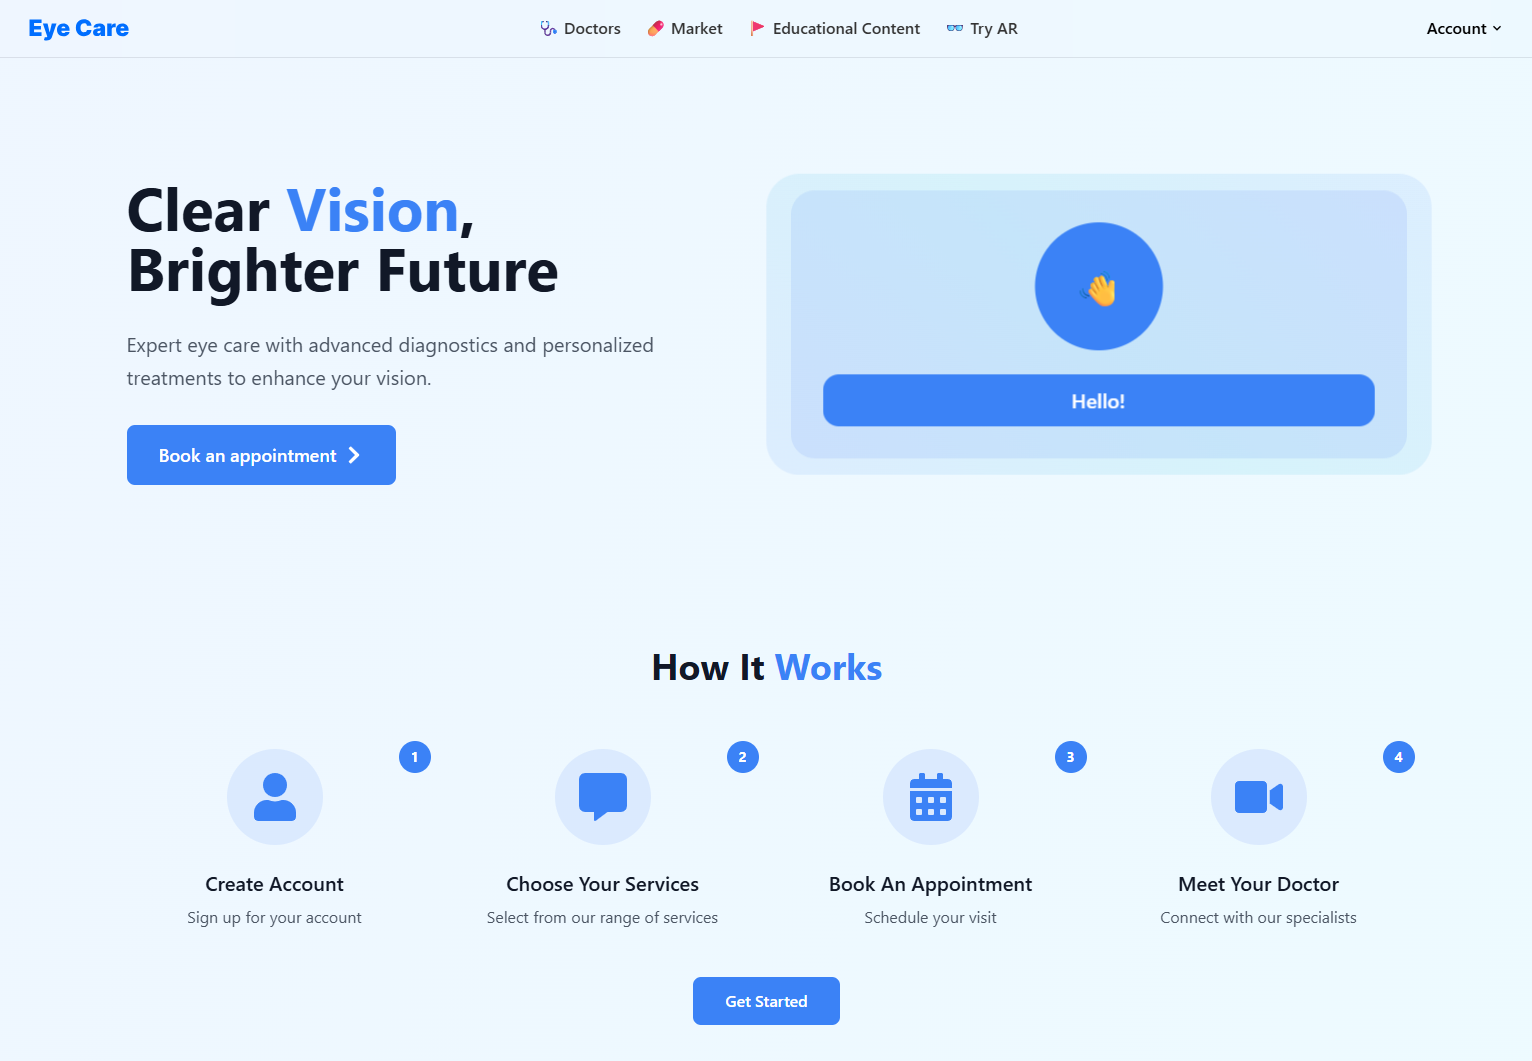 Eye Care
Doctors
Market
Educational Content
Try AR
Account
Clear Vision,
Brighter Future
Expert eye care with advanced diagnostics and personalized
treatments to enhance your vision.
Book an appointment
Hello!
How It Works
1
Create Account
Sign up for your account
2
Choose Your Services
Select from our range of services
3
Book An Appointment
Schedule your visit
4
Meet Your Doctor
Connect with our specialists
Get Started